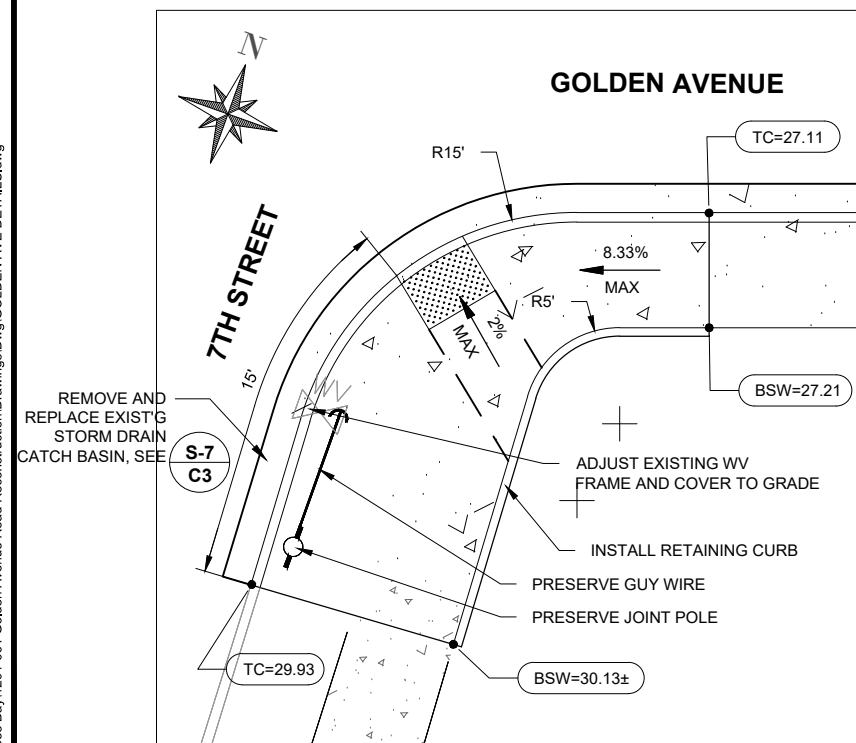 N
GOLDEN AVENUE
TC=27.11
R15'
7TH STREET
8.33%
MAX
R5'
2%
MAX
15'
BSW=27.21
REMOVE AND
REPLACE EXIST'G
STORM DRAIN
CATCH BASIN, SEE
S-7
C3
WV
ADJUST EXISTING WV
FRAME AND COVER TO GRADE
INSTALL RETAINING CURB
PRESERVE GUY WIRE
PRESERVE JOINT POLE
TC=29.93
BSW=30.13±